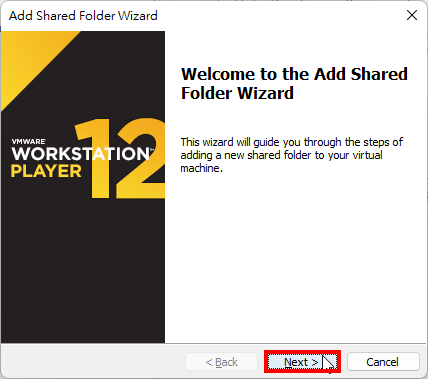 Add Shared Folder Wizard
Welcome to the Add Shared
Folder Wizard
VMWARE
WORKSTATION™
PLAYER 12
This wizard will guide you through the steps of
adding a new shared folder to your virtual
machine.
< Back
Next >
Cancel